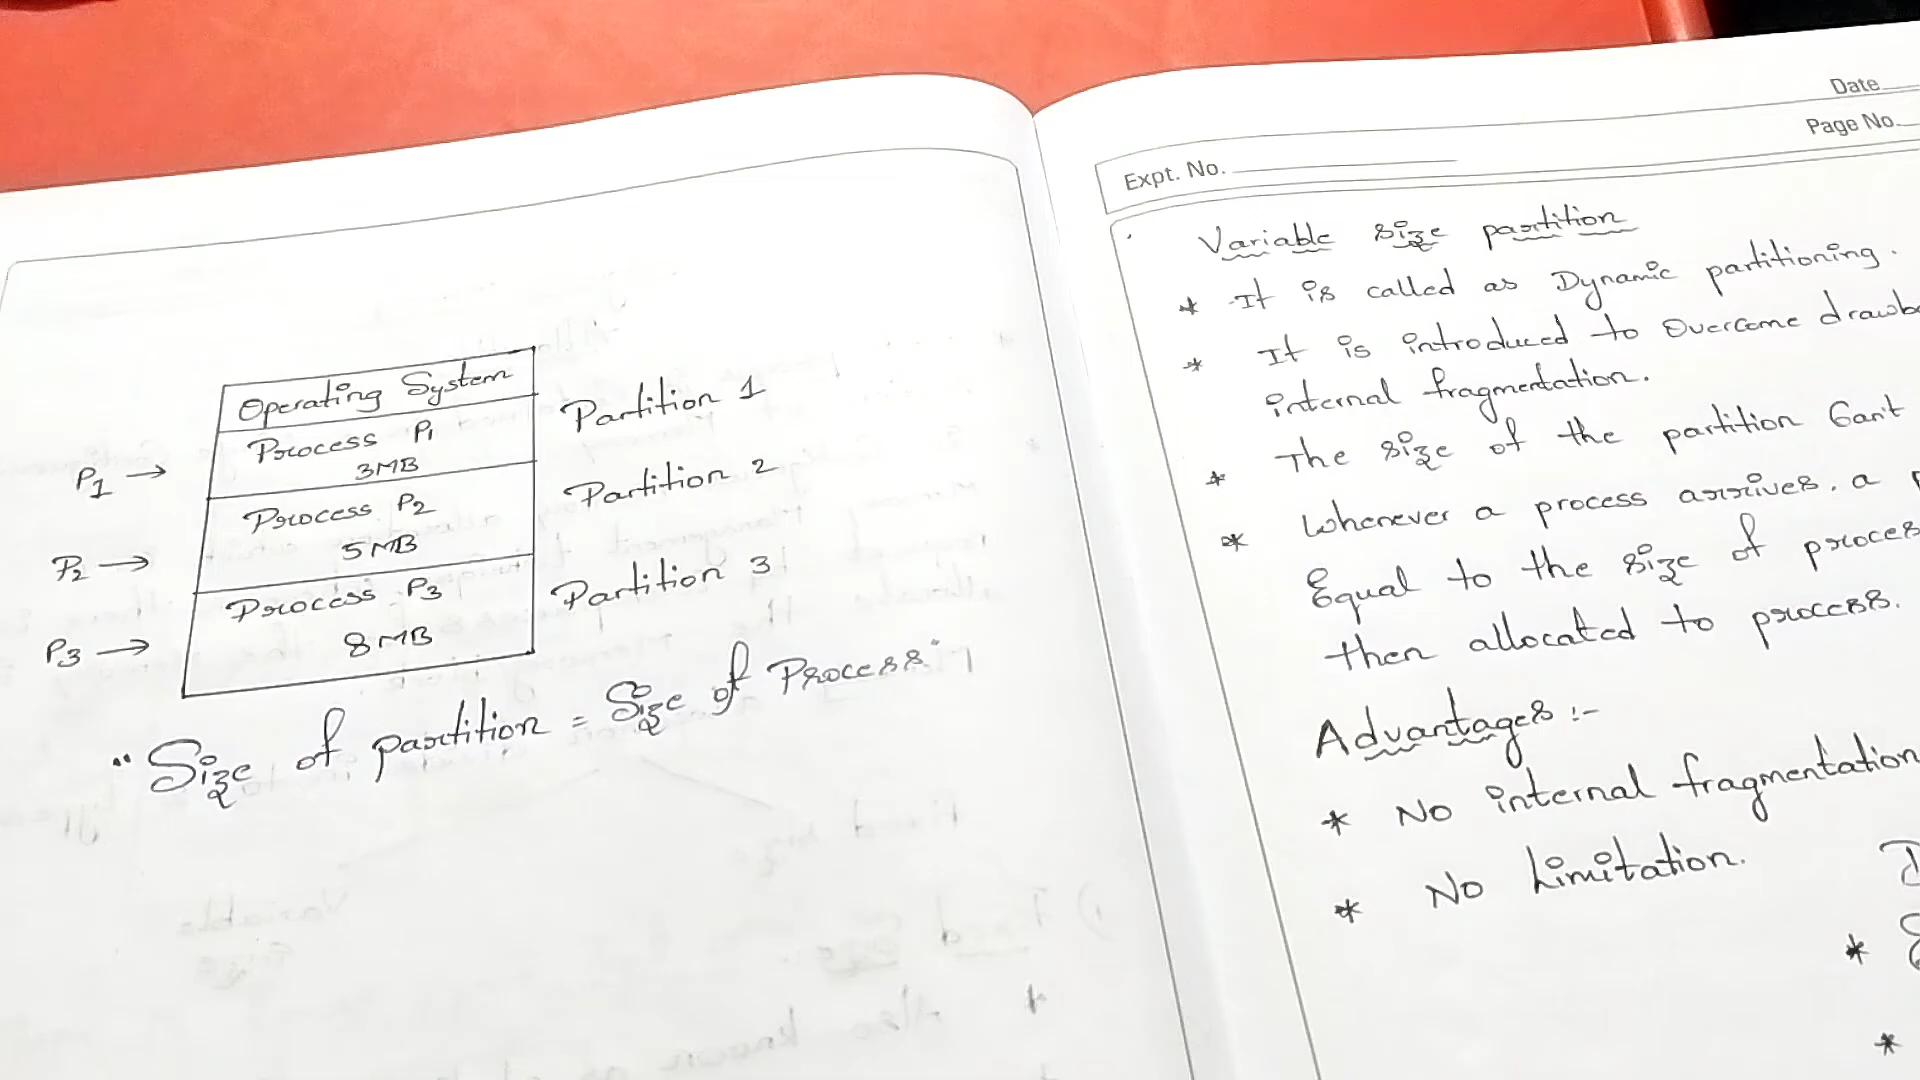 Operating System
Process P1
3MB
Process P2
5MB
Process P3
8MB
P1 →
P2 →
P3 →
Partition 1
Partition 2
Partition 3
"Size of partition = Size of Process"
Date
Page No.
Expt. No.
Variable size partition
* It is called as Dynamic partitioning.
* It is introduced to Overcome
internal fragmentation.
* The size of the partition Can't
* Whenever a process arrives, a
Equal to the size of
then allocated to process.
Advantages :-
* No internal fragmentation
* No Limitation.
*
*